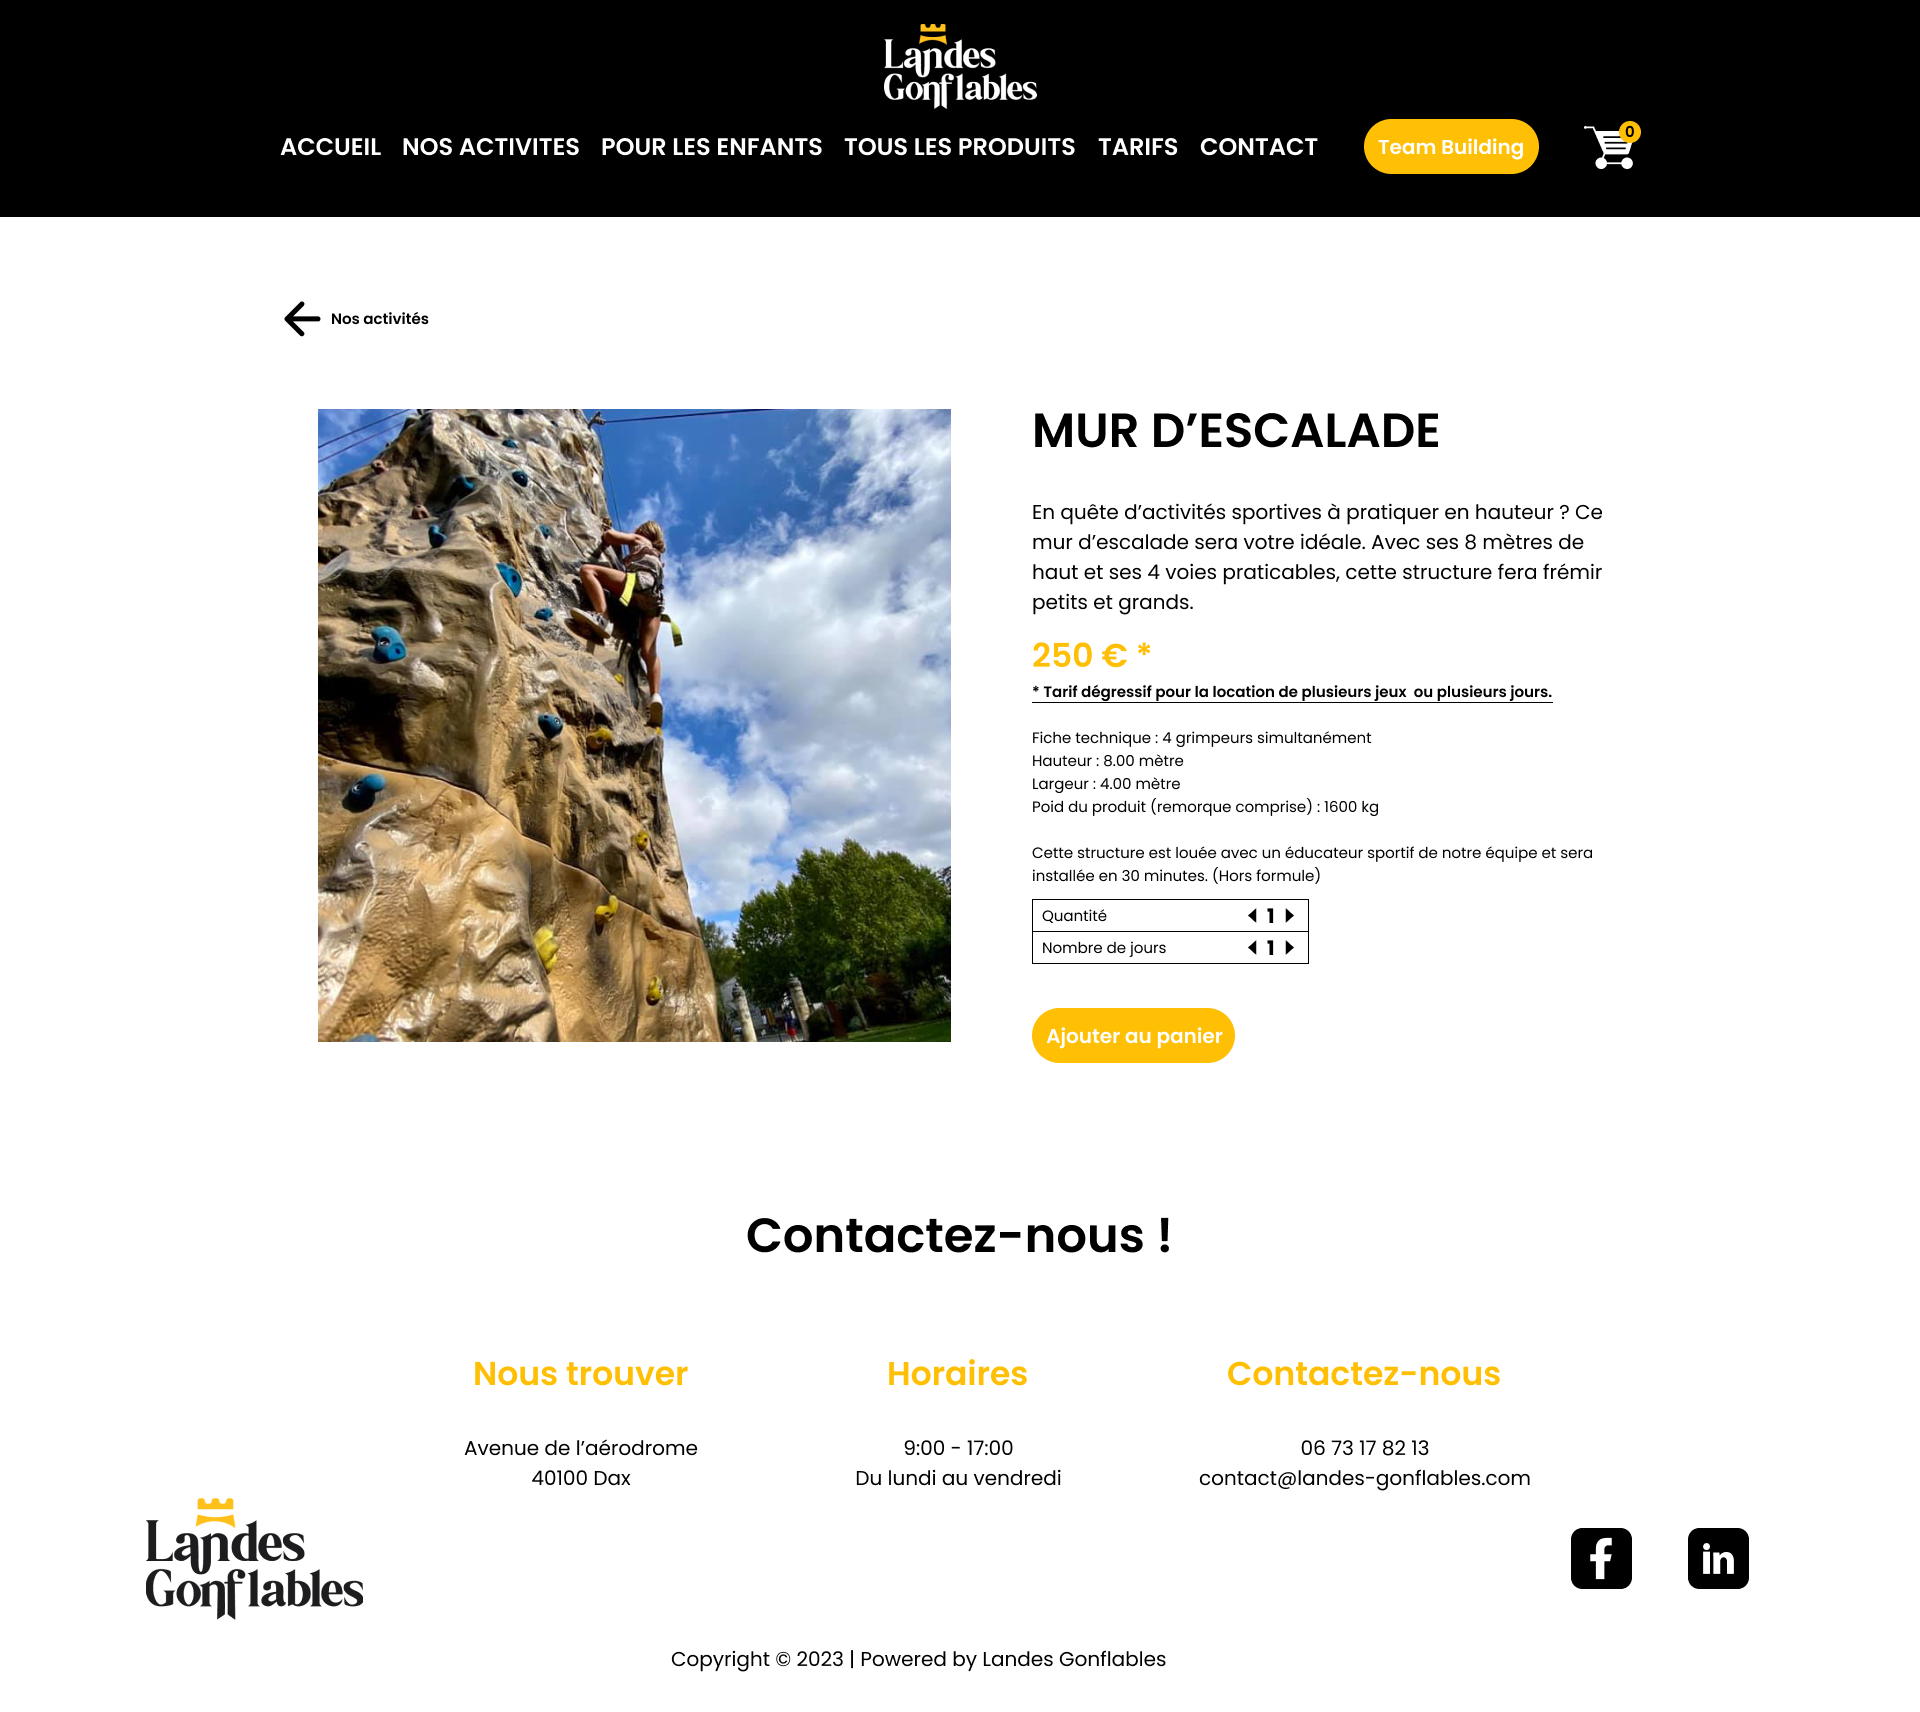 Landes
Gonflables
ACCUEIL NOS ACTIVITES POUR LES ENFANTS TOUS LES PRODUITS TARIFS CONTACT Team Building 0
Nos activités
MUR D’ESCALADE
En quête d’activités sportives à pratiquer en hauteur ? Ce
mur d’escalade sera votre idéale. Avec ses 8 mètres de
haut et ses 4 voies praticables, cette structure fera frémir
petits et grands.
250 € *
* Tarif dégressif pour la location de plusieurs jeux  ou plusieurs jours.
Fiche technique : 4 grimpeurs simultanément
Hauteur : 8.00 mètre
Largeur : 4.00 mètre
Poid du produit (remorque comprise) : 1600 kg
Cette structure est louée avec un éducateur sportif de notre équipe et sera
installée en 30 minutes. (Hors formule)
Quantité 1
Nombre de jours 1
Ajouter au panier
Contactez-nous !
Nous trouver
Avenue de l’aérodrome
40100 Dax
Horaires
9:00 - 17:00
Du lundi au vendredi
Contactez-nous
06 73 17 82 13
contact@landes-gonflables.com
Landes
Gonflables
f
in
Copyright © 2023 | Powered by Landes Gonflables